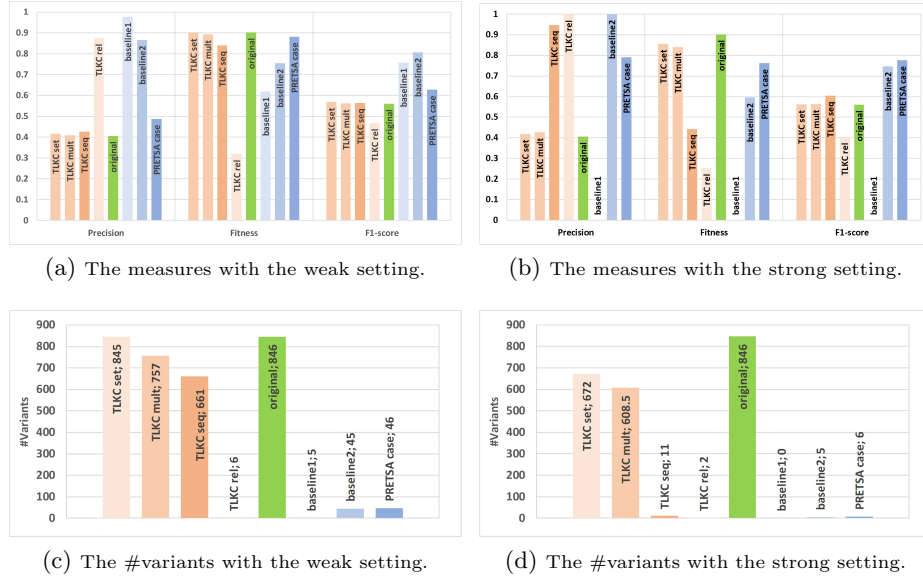 1
0.9
0.8
0.7
0.6
0.5
0.4
0.3
0.2
0.1
0
TLKC set
TLKC mult
TLKC seq
TLKC rel
original
baseline1
baseline2
PRETSA case
TLKC set
TLKC mult
TLKC seq
TLKC rel
original
baseline1
baseline2
PRETSA case
TLKC set
TLKC mult
TLKC seq
TLKC rel
original
baseline1
baseline2
PRETSA case
Precision
Fitness
F1-score
(a) The measures with the weak setting.
1
0.8
0.6
0.4
0.2
0
TLKC set
TLKC mult
TLKC seq
TLKC rel
original
baseline1
baseline2
PRETSA case
TLKC set
TLKC mult
TLKC seq
TLKC rel
original
baseline1
baseline2
PRETSA case
TLKC set
TLKC mult
TLKC seq
TLKC rel
original
baseline1
baseline2
PRETSA case
Precision
Fitness
F1-score
(b) The measures with the strong setting.
#Variants
900
800
700
600
500
400
300
200
100
0
TLKC set; 845
TLKC mult; 757
TLKC seq; 661
TLKC rel; 6
original; 846
baseline1; 5
baseline2; 45
PRETSA case; 46
(c) The #variants with the weak setting.
#Variants
900
800
700
600
500
400
300
200
100
0
TLKC set; 672
TLKC mult; 608.5
TLKC seq; 11
TLKC rel; 2
original; 846
baseline1; 0
baseline2; 5
PRETSA case; 6
(d) The #variants with the strong setting.